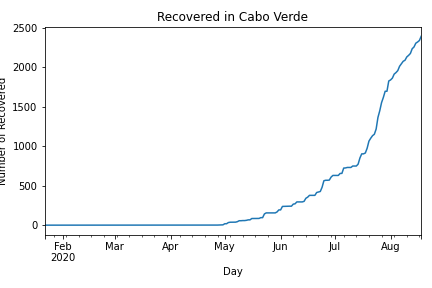 Recovered in Cabo Verde
Number of Recovered
2500
2000
1500
1000
500
0
Feb
2020
Mar
Apr
May
Jun
Jul
Aug
Day